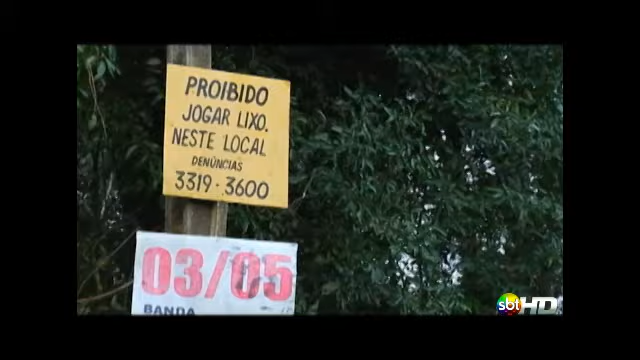 PROIBIDO
JOGAR LIXO.
NESTE LOCAL
DENÚNCIAS
3319-3600
03/05
BANDA
sbt HD